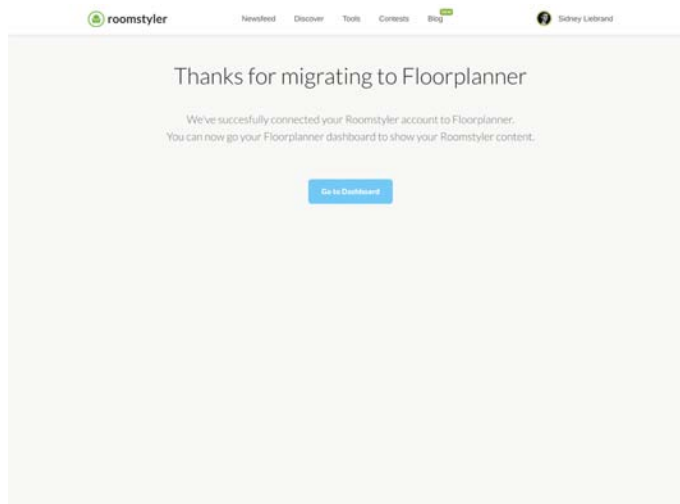 roomstyler
Newsfeed Discover Tools Contests Blog
Sidney Liebrand
Thanks for migrating to Floorplanner
We've succesfully connected your Roomstyler account to Floorplanner.
You can now go your Floorplanner dashboard to show your Roomstyler content.
Go to Dashboard